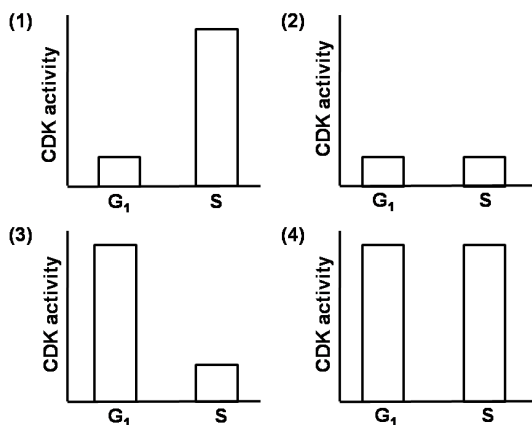 (1)
CDK activity
G₁ S
(2)
CDK activity
G₁ S
(3)
CDK activity
G₁ S
(4)
CDK activity
G₁ S